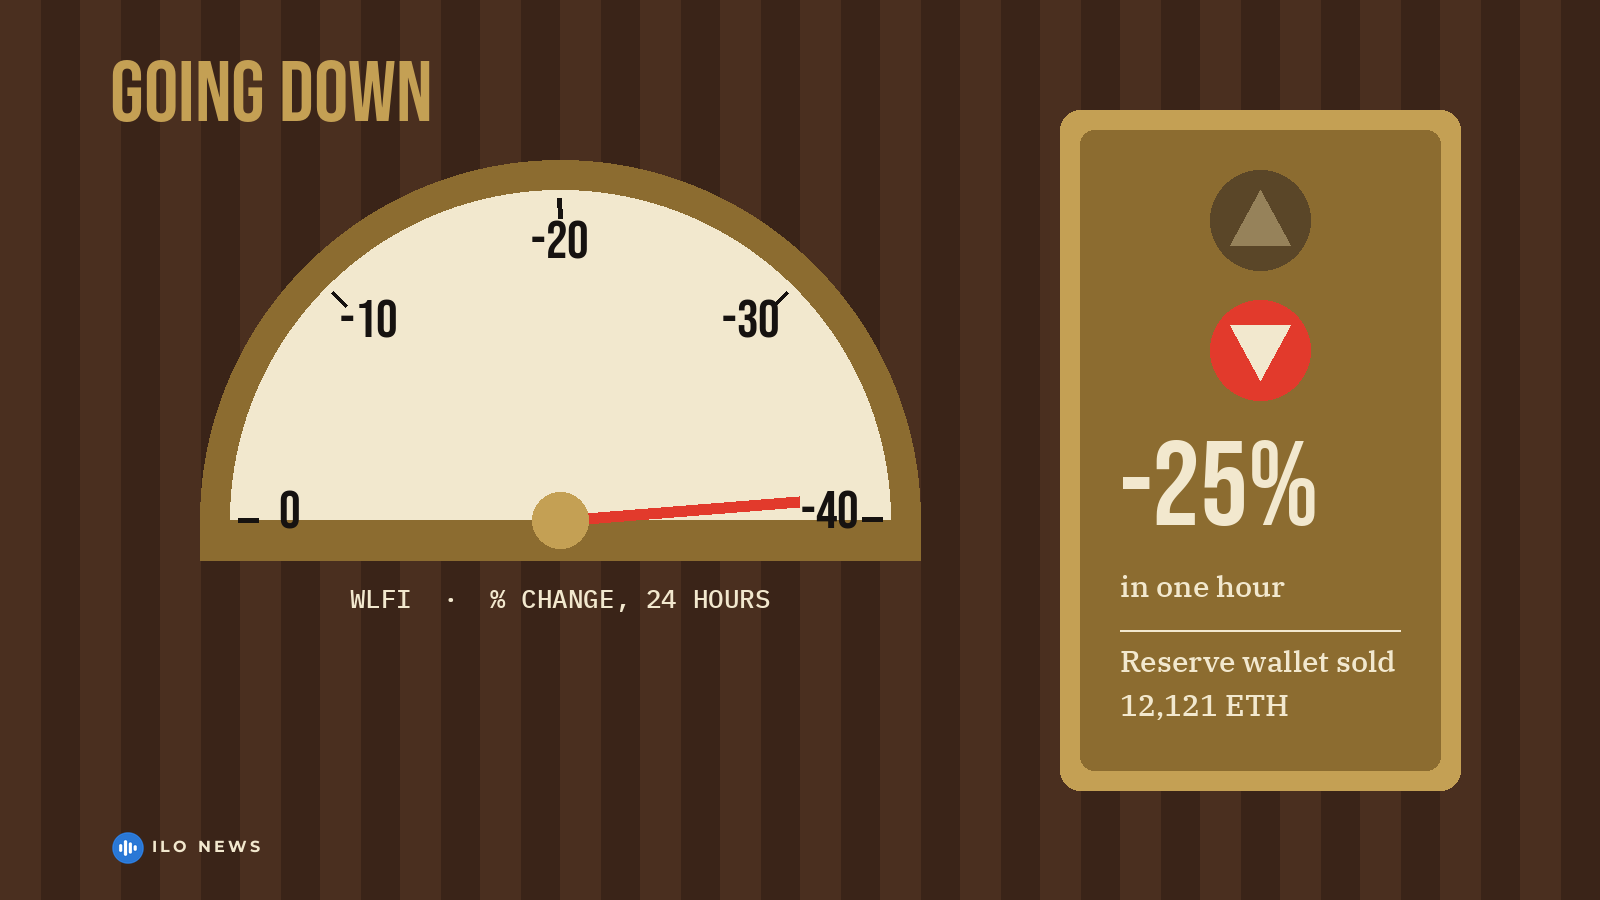 GOING DOWN
-20
-10
-30
0
-40
WLFI · % CHANGE, 24 HOURS
-25%
in one hour
Reserve wallet sold
12,121 ETH
ILO NEWS